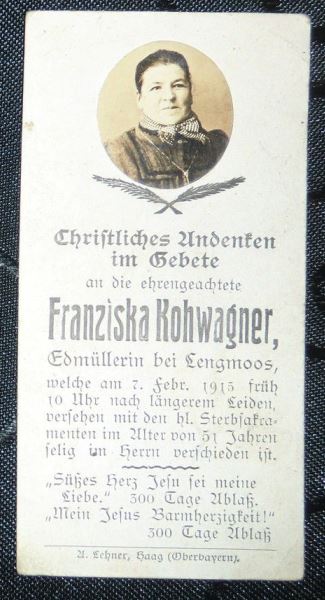 Christliches Andenken
im Gebete
an die ehrengeachtete
Franziska Kohwagner,
Edmüllerin bei Lengmoos,
welche am 7. Febr. 1915 früh
10 Uhr nach längerem Leiden,
versehen mit den hl. Sterbsakra-
menten im Alter von 51 Jahren
selig im Herrn verschieden ist.
„Süßes Herz Jesu sei meine
Liebe." 300 Tage Ablaß.
„Mein Jesus Barmherzigkeit!"
300 Tage Ablaß
A. Lehner, Haag (Oberbayern).